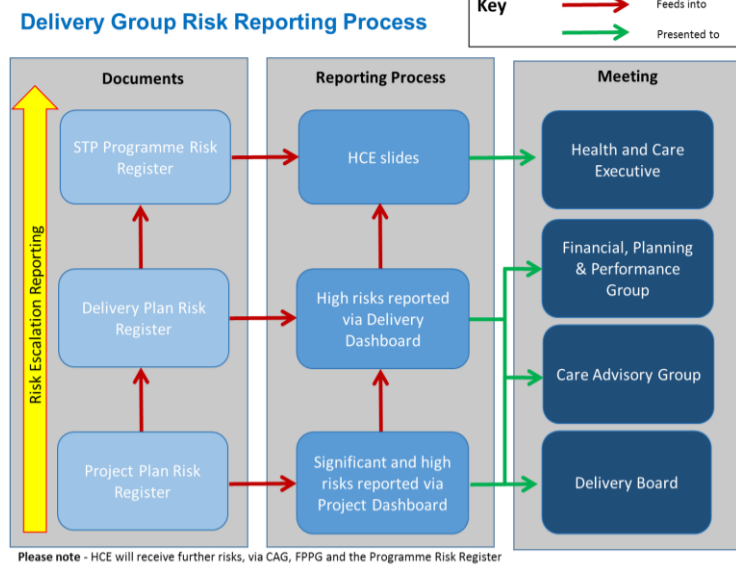 Delivery Group Risk Reporting Process
Key
Feeds into
Presented to
Documents
Reporting Process
Meeting
Risk Escalation Reporting
STP Programme Risk
Register
HCE slides
Health and Care
Executive
Financial, Planning
& Performance
Group
Delivery Plan Risk
Register
High risks reported
via Delivery
Dashboard
Care Advisory Group
Project Plan Risk
Register
Significant and high
risks reported via
Project Dashboard
Delivery Board
Please note - HCE will receive further risks, via CAG, FPPG and the Programme Risk Register